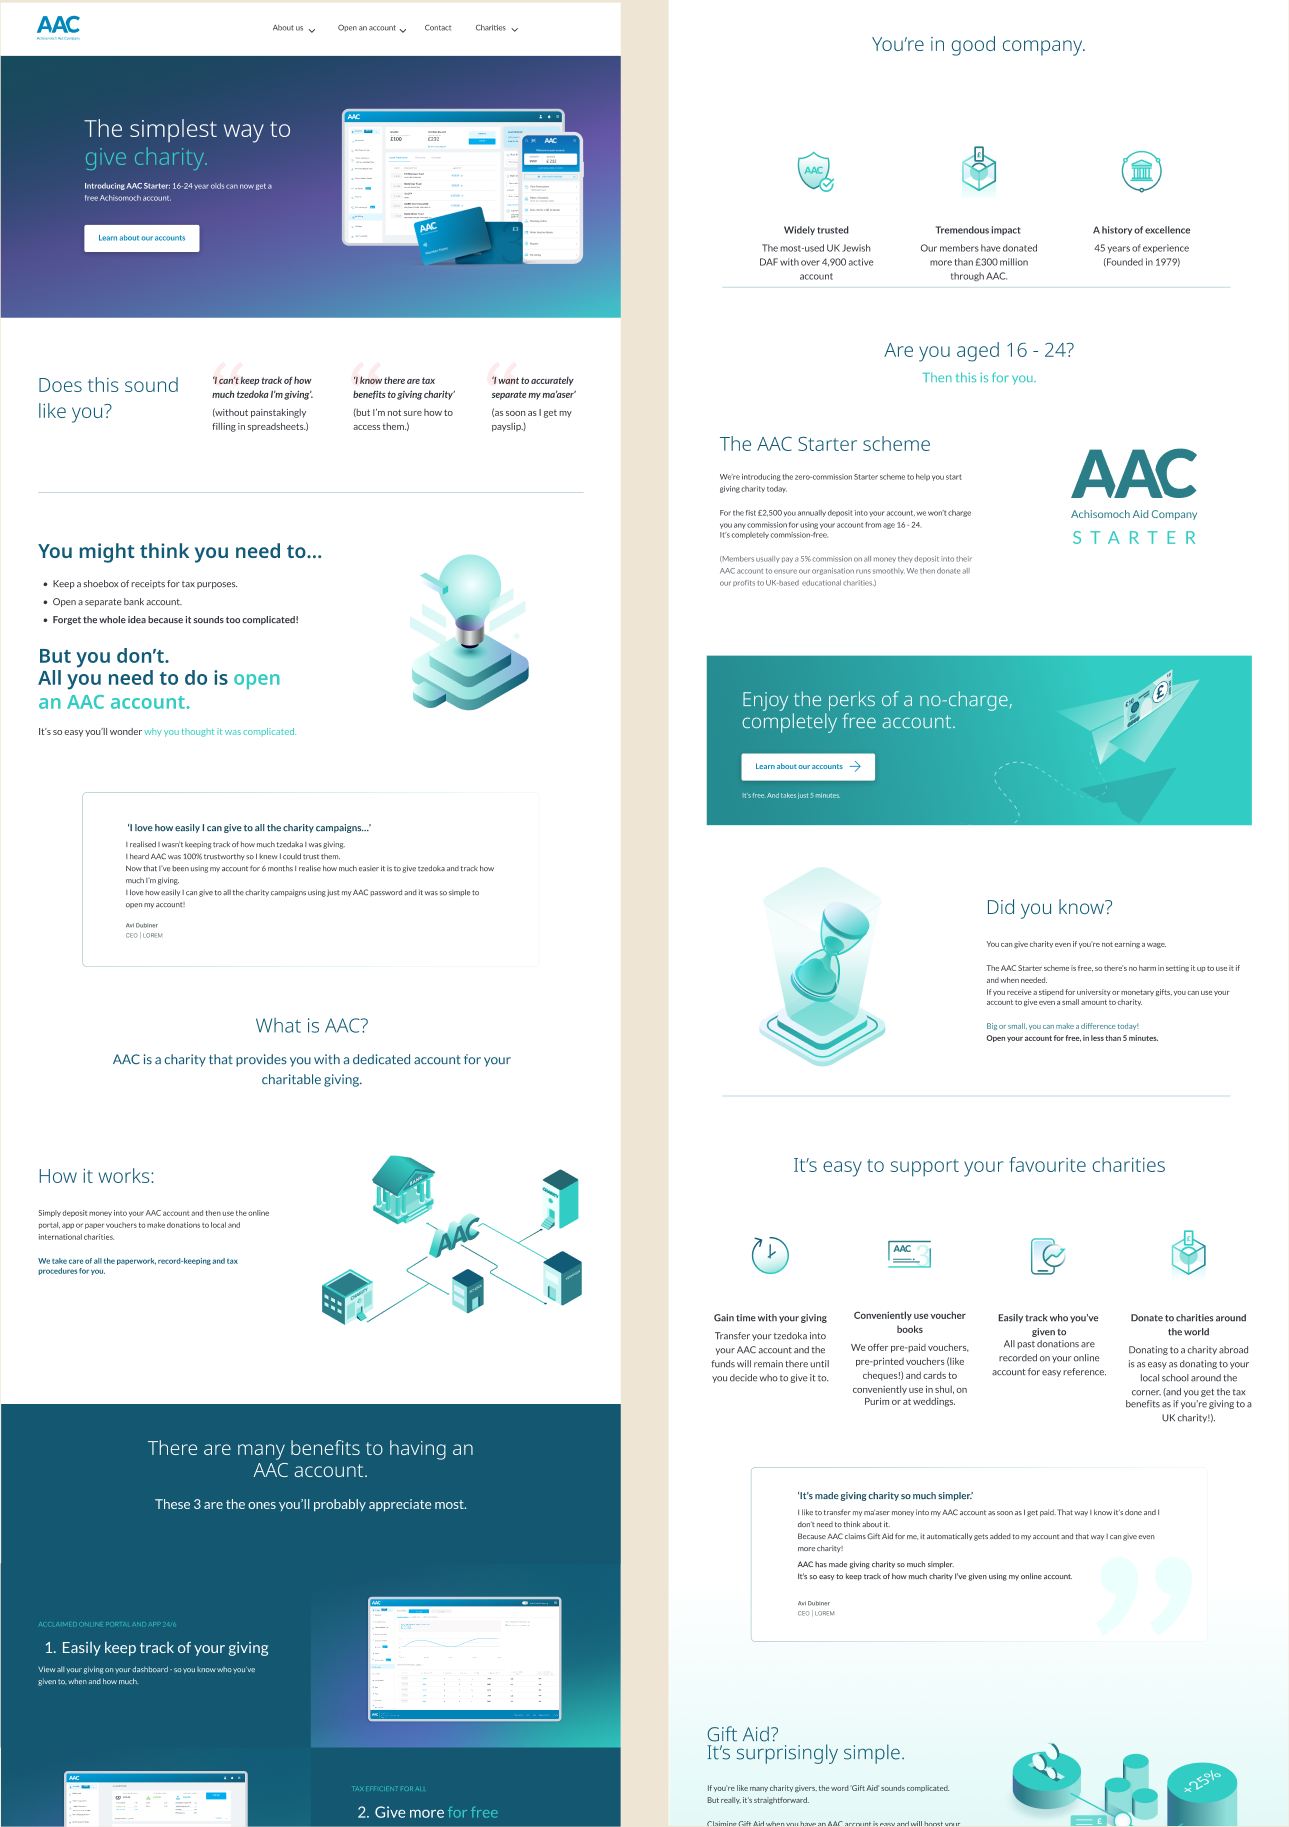 AAC
Achisomoch Aid Company
About us
Open an account
Contact
Charities
The simplest way to
give charity.
Introducing AAC Starter: 16-24 year olds can now get a
free Achisomoch account.
Learn about our accounts
AAC
£100
£232
AAC
AAC
Does this sound
like you?
‘I can’t keep track of how
much tzedoka I’m giving’.
(without painstakingly
filling in spreadsheets.)
‘I know there are tax
benefits to giving charity’
(but I’m not sure how to
access them.)
‘I want to accurately
separate my ma’aser’
(as soon as I get my
payslip.)
You might think you need to...
• Keep a shoebox of receipts for tax purposes.
• Open a separate bank account.
• Forget the whole idea because it sounds too complicated!
But you don’t.
All you need to do is open
an AAC account.
It’s so easy you’ll wonder why you thought it was complicated.
‘I love how easily I can give to all the charity campaigns...’
I realised I wasn’t keeping track of how much tzedaka I was giving.
I heard AAC was 100% trustworthy so I knew I could trust them.
Now that I’ve been using my account for 6 months I realise how much easier it is to give tzedoka and track how
much I’m giving.
I love how easily I can give to all the charity campaigns using just my AAC password and it was so simple to
open my account!
Avi Dubiner
CEO | LOREM
What is AAC?
AAC is a charity that provides you with a dedicated account for your
charitable giving.
How it works:
Simply deposit money into your AAC account and then use the online
portal, app or paper vouchers to make donations to local and
international charities.
We take care of all the paperwork, record-keeping and tax
procedures for you.
BANK
CHARITY
AAC
CHARITY
SCHOOL
There are many benefits to having an
AAC account.
These 3 are the ones you’ll probably appreciate most.
ACCLAIMED ONLINE PORTAL AND APP 24/6
1. Easily keep track of your giving
View all your giving on your dashboard - so you know who you’ve
given to, when and how much.
AAC
TAX EFFICIENT FOR ALL
2. Give more for free
You’re in good company.
AAC
Widely trusted
The most-used UK Jewish
DAF with over 4,900 active
account
£
Tremendous impact
Our members have donated
more than £300 million
through AAC.
A history of excellence
45 years of experience
(Founded in 1979)
Are you aged 16 - 24?
Then this is for you.
The AAC Starter scheme
We’re introducing the zero-commission Starter scheme to help you start
giving charity today.
For the fist £2,500 you annually deposit into your account, we won’t charge
you any commission for using your account from age 16 - 24.
It’s completely commission-free.
(Members usually pay a 5% commission on all money they deposit into their
AAC account to ensure our organisation runs smoothly. We then donate all
our profits to UK-based educational charities.)
AAC
Achisomoch Aid Company
STARTER
Enjoy the perks of a no-charge,
completely free account.
Learn about our accounts
It’s free. And takes just 5 minutes.
£
Did you know?
You can give charity even if you’re not earning a wage.
The AAC Starter scheme is free, so there’s no harm in setting it up to use it if
and when needed.
If you receive a stipend for university or monetary gifts, you can use your
account to give even a small amount to charity.
Big or small, you can make a difference today!
Open your account for free, in less than 5 minutes.
It’s easy to support your favourite charities
Gain time with your giving
Transfer your tzedoka into
your AAC account and the
funds will remain there until
you decide who to give it to.
AAC 3
Conveniently use voucher
books
We offer pre-paid vouchers,
pre-printed vouchers (like
cheques!) and cards to
conveniently use in shul, on
Purim or at weddings.
Easily track who you’ve
given to
All past donations are
recorded on your online
account for easy reference.
£
Donate to charities around
the world
Donating to a charity abroad
is as easy as donating to your
local school around the
corner. (and you get the tax
benefits as if you’re giving to a
UK charity!).
‘It’s made giving charity so much simpler.’
I like to transfer my ma’aser money into my AAC account as soon as I get paid. That way I know it’s done and I
don’t need to think about it.
Because AAC claims Gift Aid for me, it automatically gets added to my account and that way I can give even
more charity!
AAC has made giving charity so much simpler.
It’s so easy to keep track of how much charity I’ve given using my online account.
Avi Dubiner
CEO | LOREM
Gift Aid?
It’s surprisingly simple.
If you’re like many charity givers, the word ‘Gift Aid’ sounds complicated.
But really, it’s straightforward.
Claiming Gift Aid when you have an AAC account is easy and will boost your
+25%
£